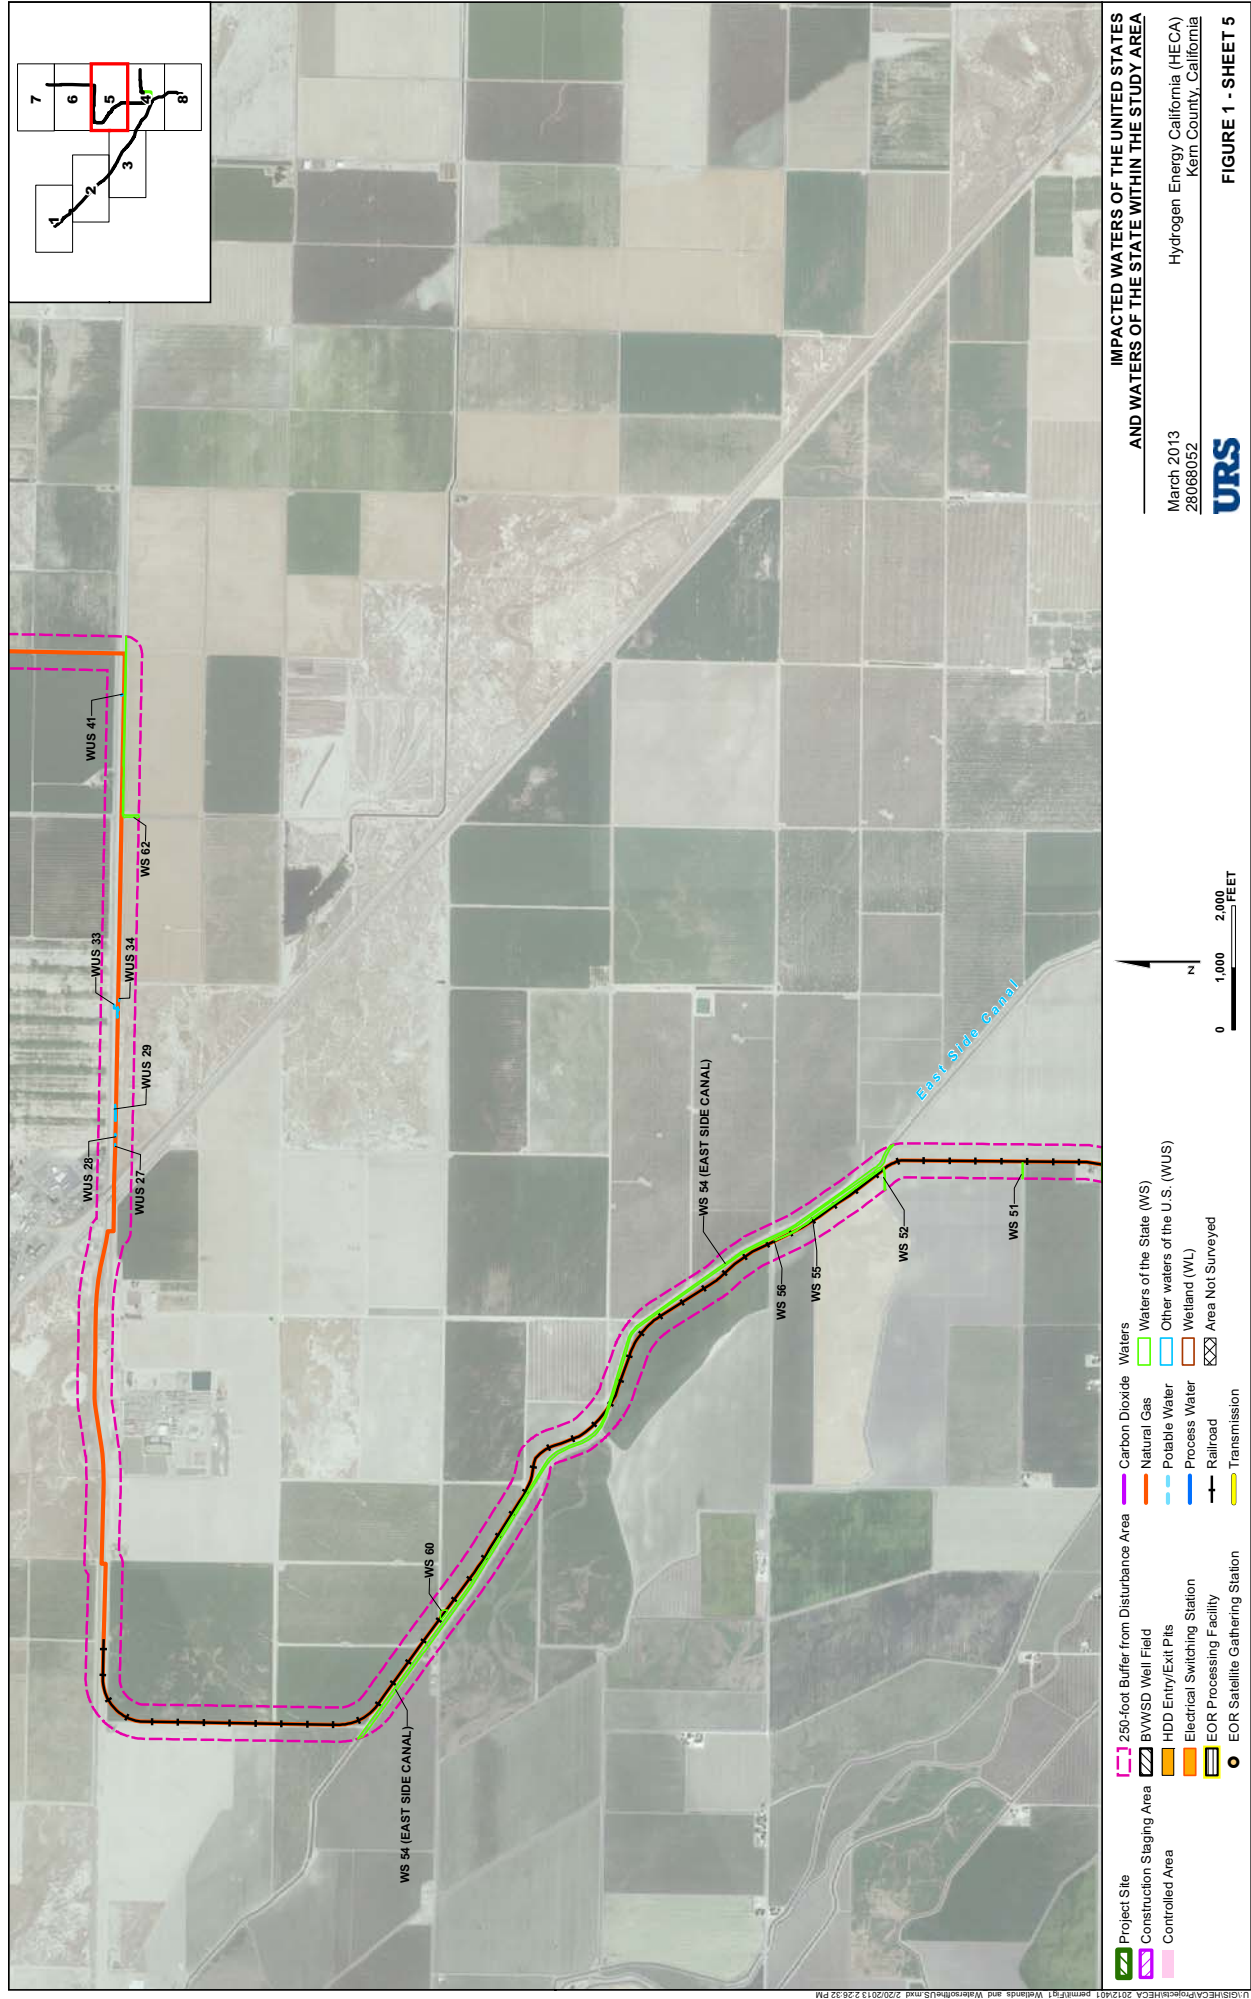 7
6
5
4
8
3
2
1
WUS 41
WS 62
WUS 33
WUS 34
WUS 29
WUS 28
WUS 27
WS 54 (EAST SIDE CANAL)
East Side Canal
WS 56
WS 55
WS 52
WS 51
WS 60
WS 54 (EAST SIDE CANAL)
Project Site
Construction Staging Area
Controlled Area
250-foot Buffer from Disturbance Area
BVWSD Well Field
HDD Entry/Exit Pits
Electrical Switching Station
EOR Processing Facility
EOR Satellite Gathering Station
Carbon Dioxide
Natural Gas
Potable Water
Process Water
Railroad
Transmission
Waters
Waters of the State (WS)
Other waters of the U.S. (WUS)
Wetland (WL)
Area Not Surveyed
N
0 1,000 2,000
FEET
IMPACTED WATERS OF THE UNITED STATES
AND WATERS OF THE STATE WITHIN THE STUDY AREA
March 2013
28068052
Hydrogen Energy California (HECA)
Kern County, California
URS
FIGURE 1 - SHEET 5